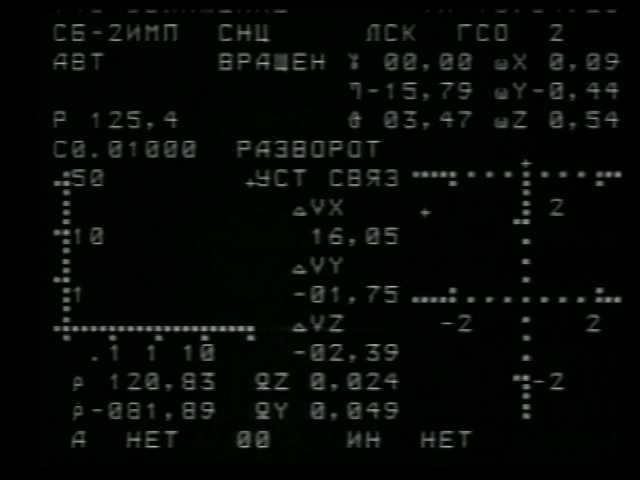 СБ-2ИМП СНЦ ЛСК ГСО 2
АВТ ВРАЩЕН ɣ 00,00 ωX 0,09
η-15,79 ωY-0,44
Р 125,4 ϑ 03,47 ωZ 0,54
С0.01000 РАЗВОРОТ
50 УСТ СВЯЗ
△VX 2
10 16,05
△VY
1 -01,75
△VZ -2 2
.1 1 10 -02,39
ρ 120,83 ΩZ 0,024 -2
ρ̇-081,89 ΩY 0,049
А НЕТ 00 ИН НЕТ